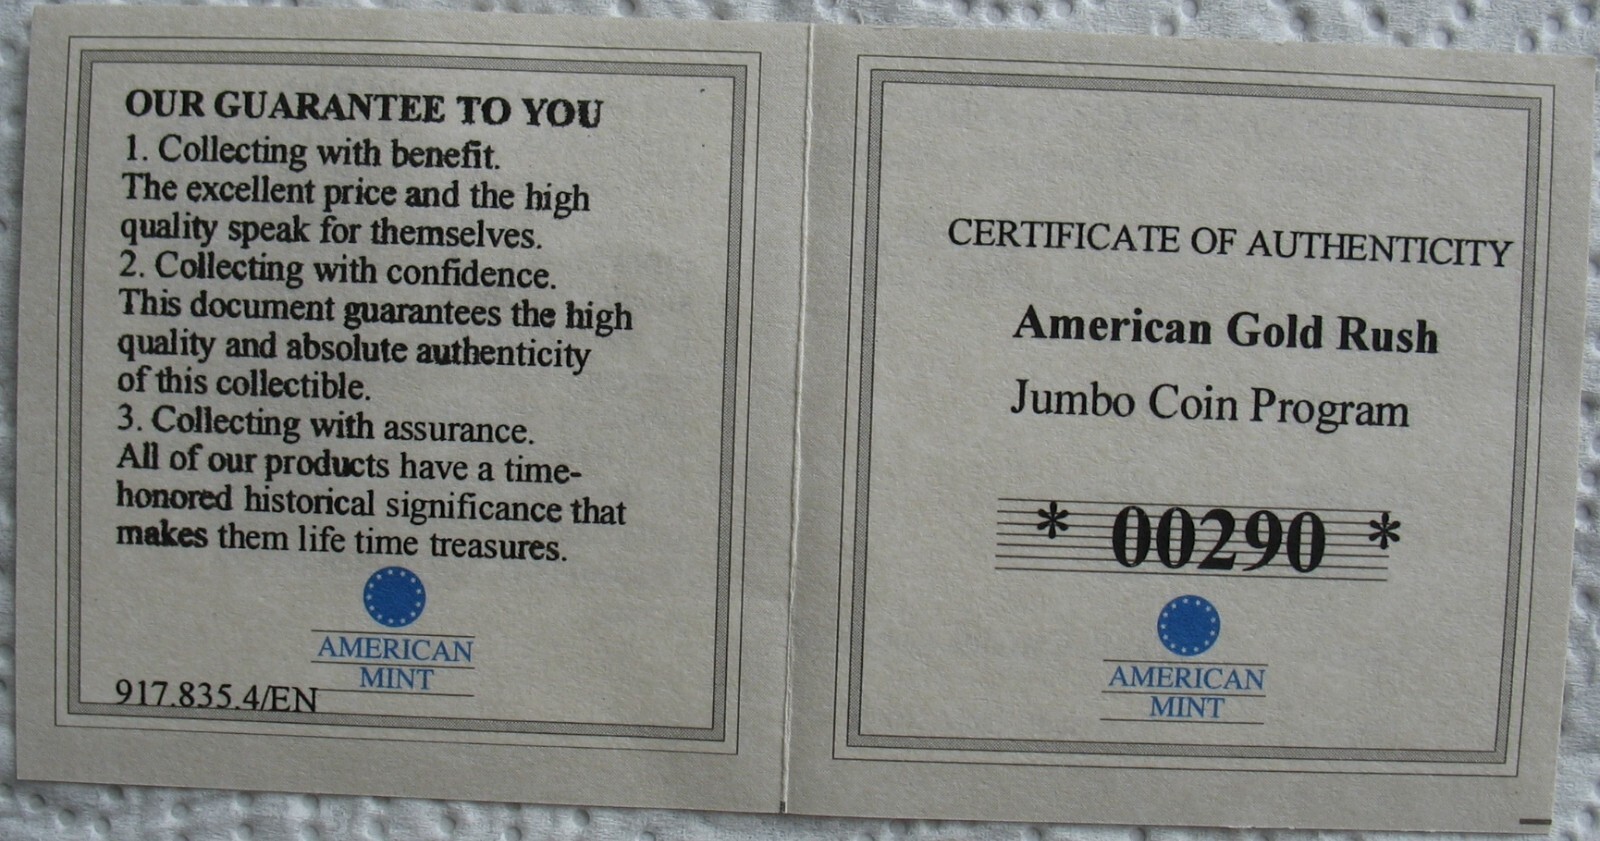 OUR GUARANTEE TO YOU
1. Collecting with benefit.
The excellent price and the high
quality speak for themselves.
2. Collecting with confidence.
This document guarantees the high
quality and absolute authenticity
of this collectible.
3. Collecting with assurance.
All of our products have a time-
honored historical significance that
makes them life time treasures.
AMERICAN
MINT
917.835.4/EN
CERTIFICATE OF AUTHENTICITY
American Gold Rush
Jumbo Coin Program
* 00290 *
AMERICAN
MINT